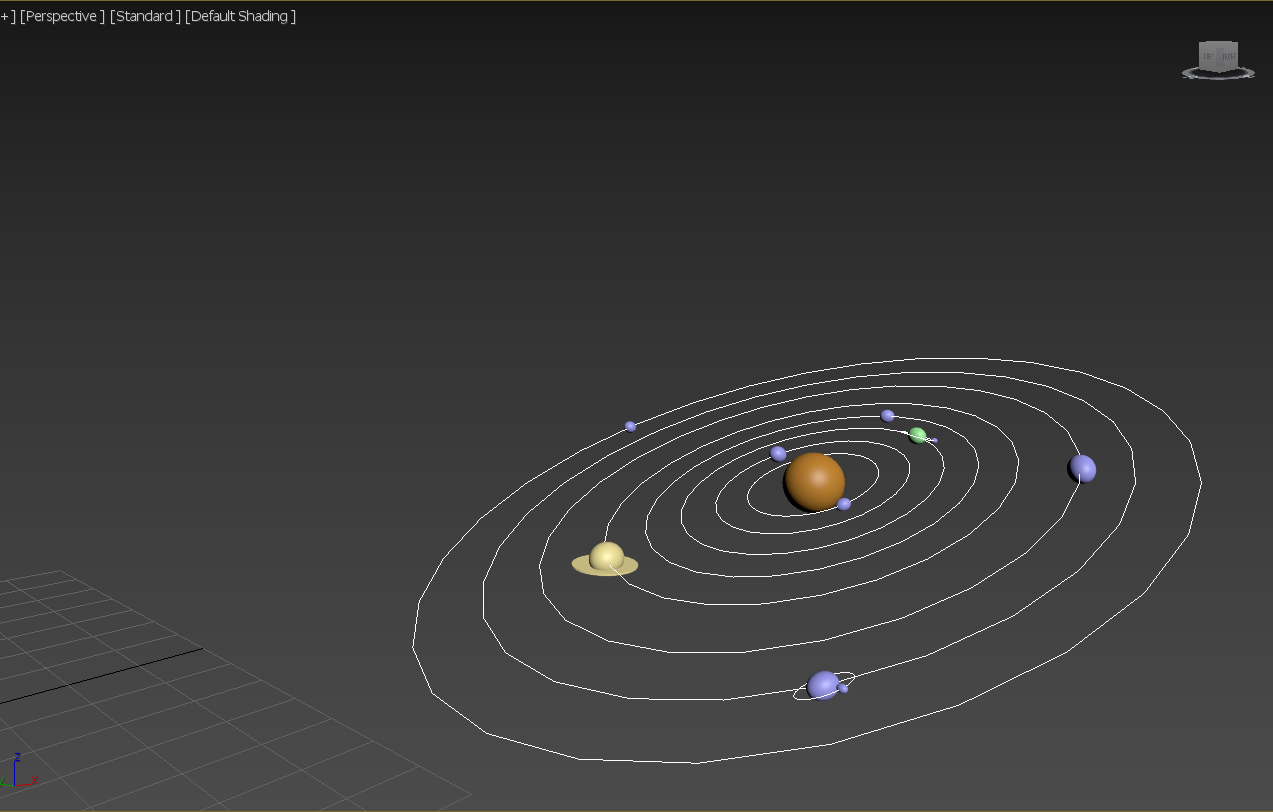 + ] [Perspective ] [Standard ] [Default Shading ]
z
x
y